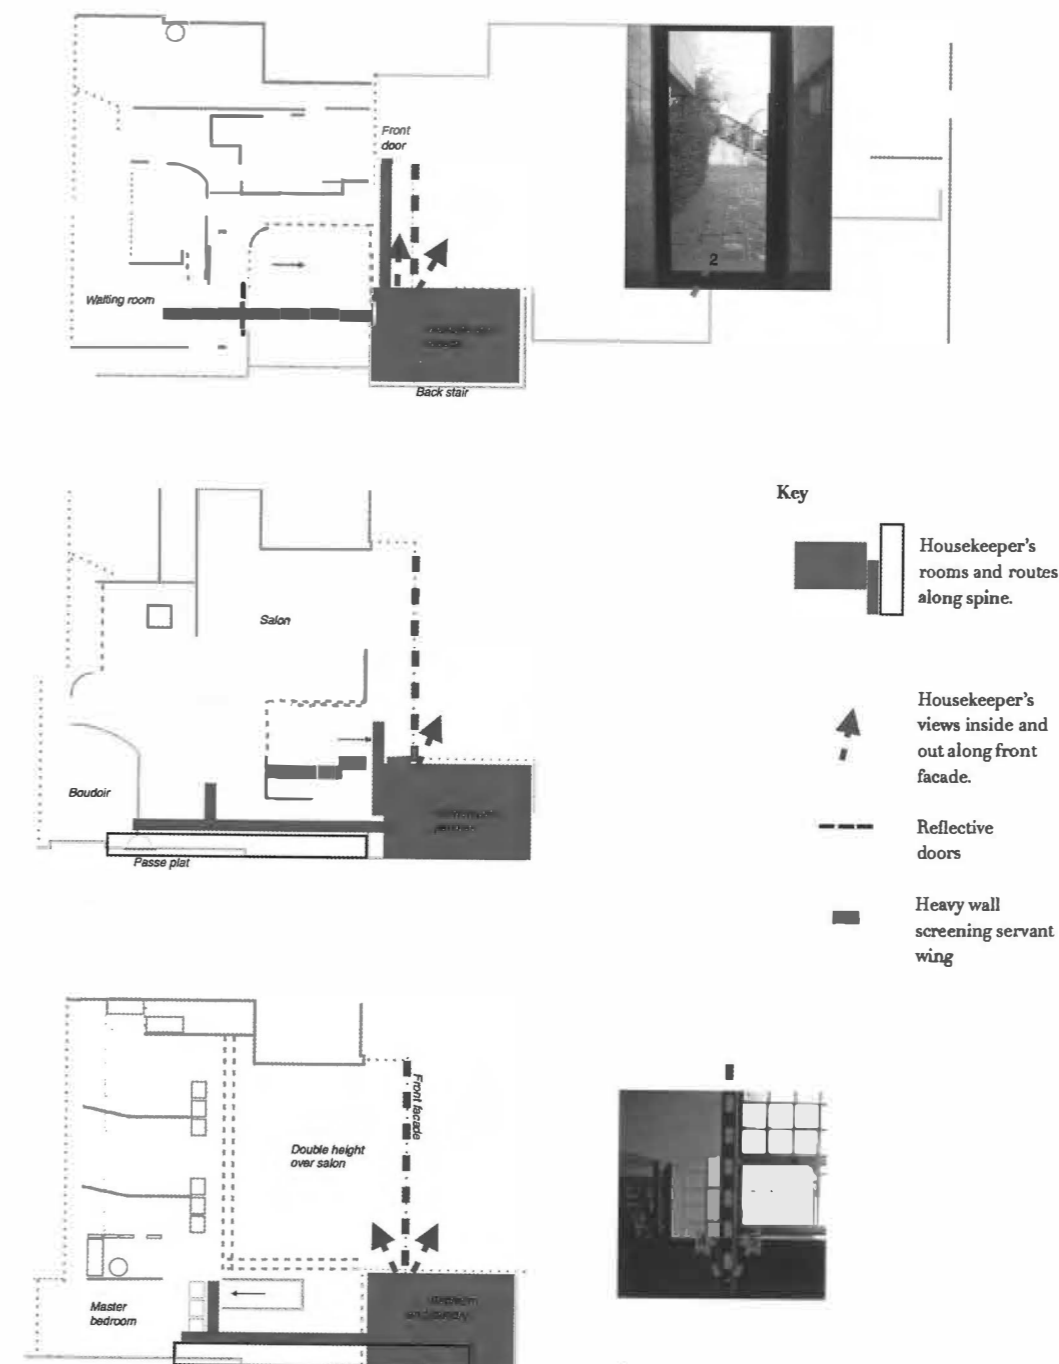 Front
door
2
Waiting room
Back stair
Key
Housekeeper's
rooms and routes
along spine.
Salon
Housekeeper's
views inside and
out along front
facade.
Boudoir
Reflective
doors
Passe plat
Heavy wall
screening servant
wing
Front facade
Double height
over salon
Master
bedroom